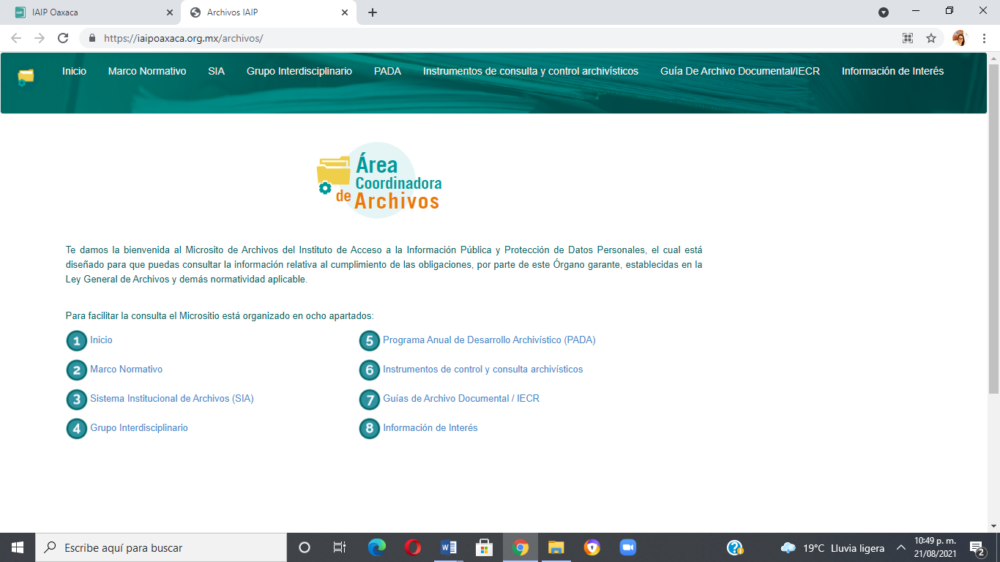 IAIP Oaxaca
Archivos IAIP
https://iaipoaxaca.org.mx/archivos/
Inicio Marco Normativo SIA Grupo Interdisciplinario PADA Instrumentos de consulta y control archivísticos Guía De Archivo Documental/IECR Información de Interés
Área
Coordinadora
de Archivos
Te damos la bienvenida al Microsito de Archivos del Instituto de Acceso a la Información Pública y Protección de Datos Personales, el cual está
diseñado para que puedas consultar la información relativa al cumplimiento de las obligaciones, por parte de este Órgano garante, establecidas en la
Ley General de Archivos y demás normatividad aplicable.
Para facilitar la consulta el Micrositio está organizado en ocho apartados:
1 Inicio
2 Marco Normativo
3 Sistema Institucional de Archivos (SIA)
4 Grupo Interdisciplinario
5 Programa Anual de Desarrollo Archivístico (PADA)
6 Instrumentos de control y consulta archivísticos
7 Guías de Archivo Documental / IECR
8 Información de Interés
Escribe aquí para buscar
19°C Lluvia ligera
10:49 p. m.
21/08/2021
2